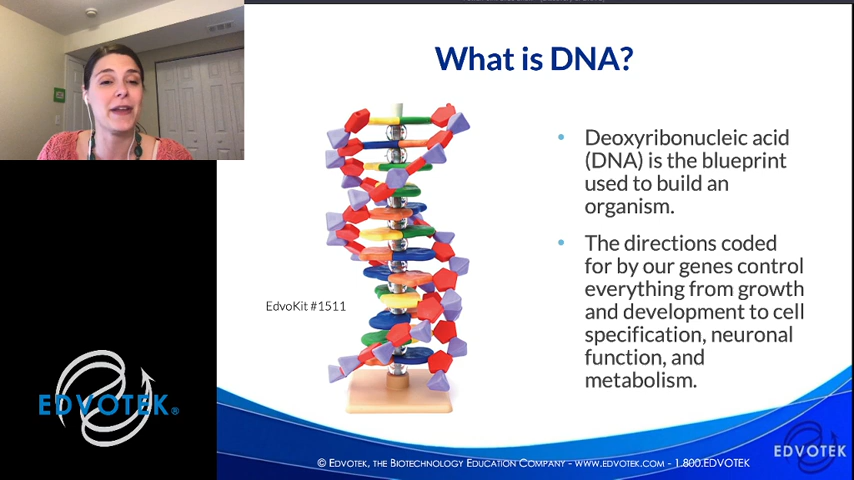 What is DNA?
• Deoxyribonucleic acid
(DNA) is the blueprint
used to build an
organism.
• The directions coded
for by our genes control
everything from growth
and development to cell
specification, neuronal
function, and
metabolism.
EdvoKit #1511
EDVOTEK®
EDVOTEK
© Edvotek, The Biotechnology Education Company - www.edvotek.com - 1.800.EDVOTEK